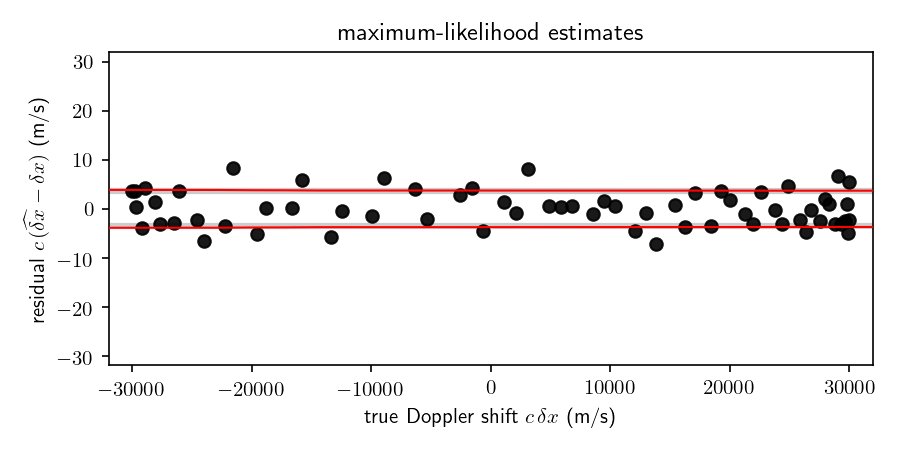 maximum-likelihood estimates
residual c (δx̂ − δx) (m/s)
30
20
10
0
−10
−20
−30
−30000 −20000 −10000 0 10000 20000 30000
true Doppler shift c δx (m/s)